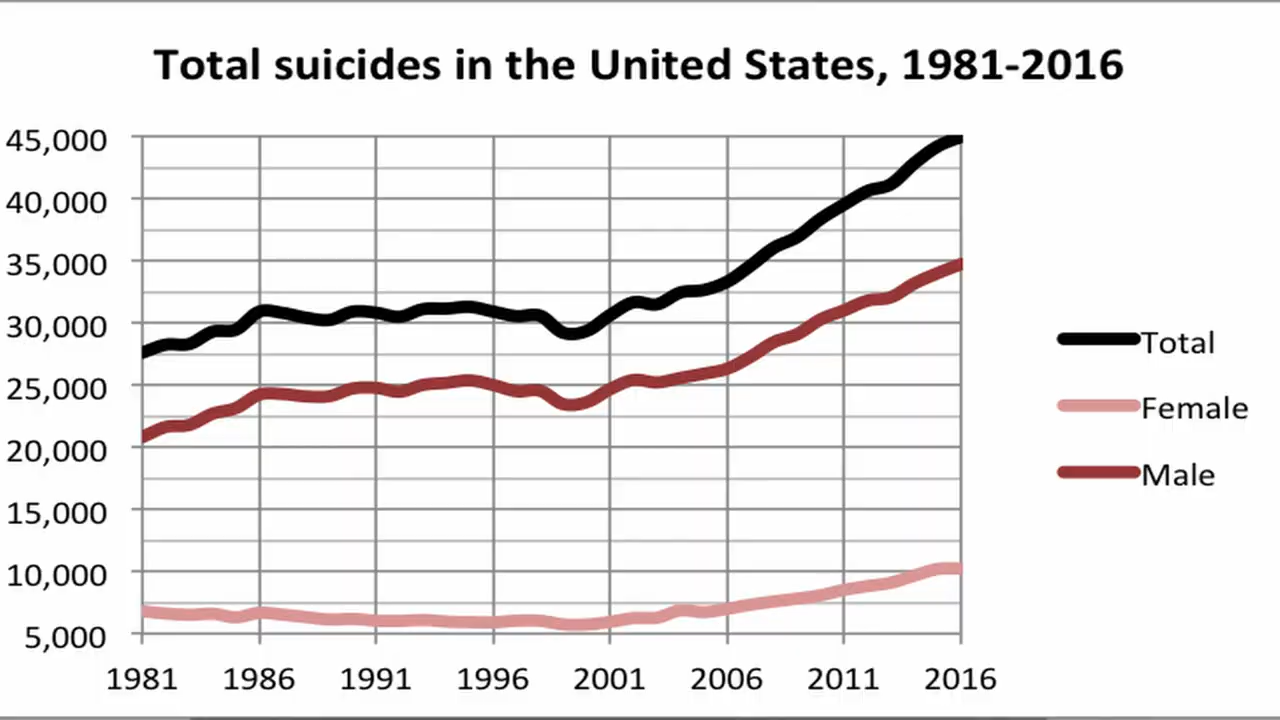 Total suicides in the United States, 1981-2016
45,000
40,000
35,000
30,000
25,000
20,000
15,000
10,000
5,000
1981 1986 1991 1996 2001 2006 2011 2016
Total
Female
Male